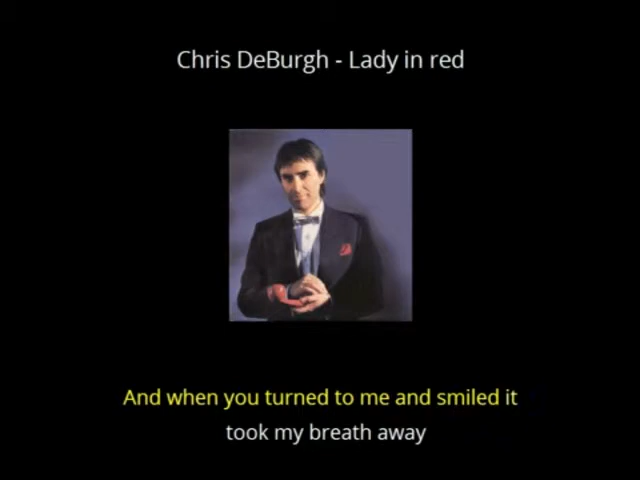 Chris DeBurgh - Lady in red
And when you turned to me and smiled it
took my breath away